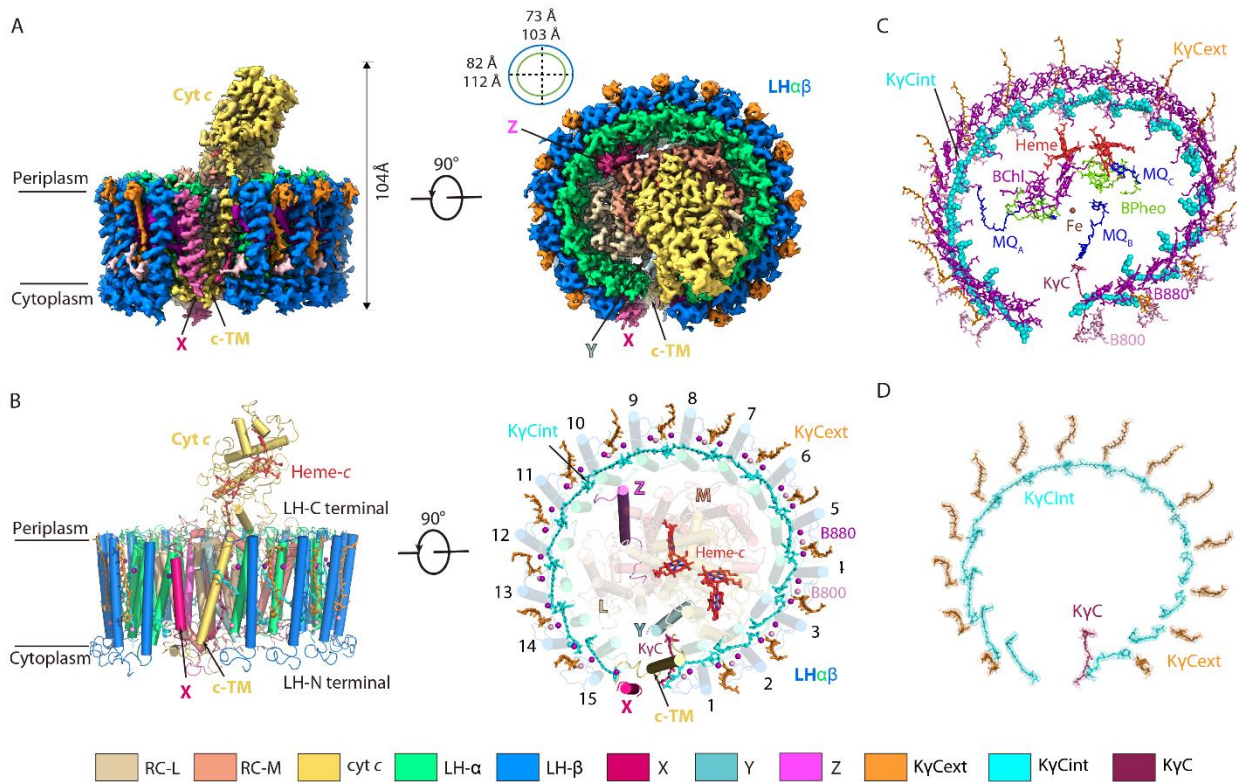 A
Cyt c
Periplasm
Cytoplasm
X
c-TM
104Å
90°
73 Å
103 Å
82 Å
112 Å
LHαβ
Z
Y
X
c-TM
C
KγCext
KγCint
Heme
BChl
MQC
BPheo
Fe
MQA
MQB
KγC
B880
B800
B
Cyt c
Heme-c
LH-C terminal
Periplasm
Cytoplasm
LH-N terminal
X
c-TM
90°
9
8
10
7
KγCint
KγCext
11
6
Z
M
5
12
B880
Heme-c
4
13
B800
L
Y
3
14
KγC
LHαβ
15
2
X
1
c-TM
D
KγCint
KγC
KγCext
RC-L
RC-M
cyt c
LH-α
LH-β
X
Y
Z
KγCext
KγCint
KγC